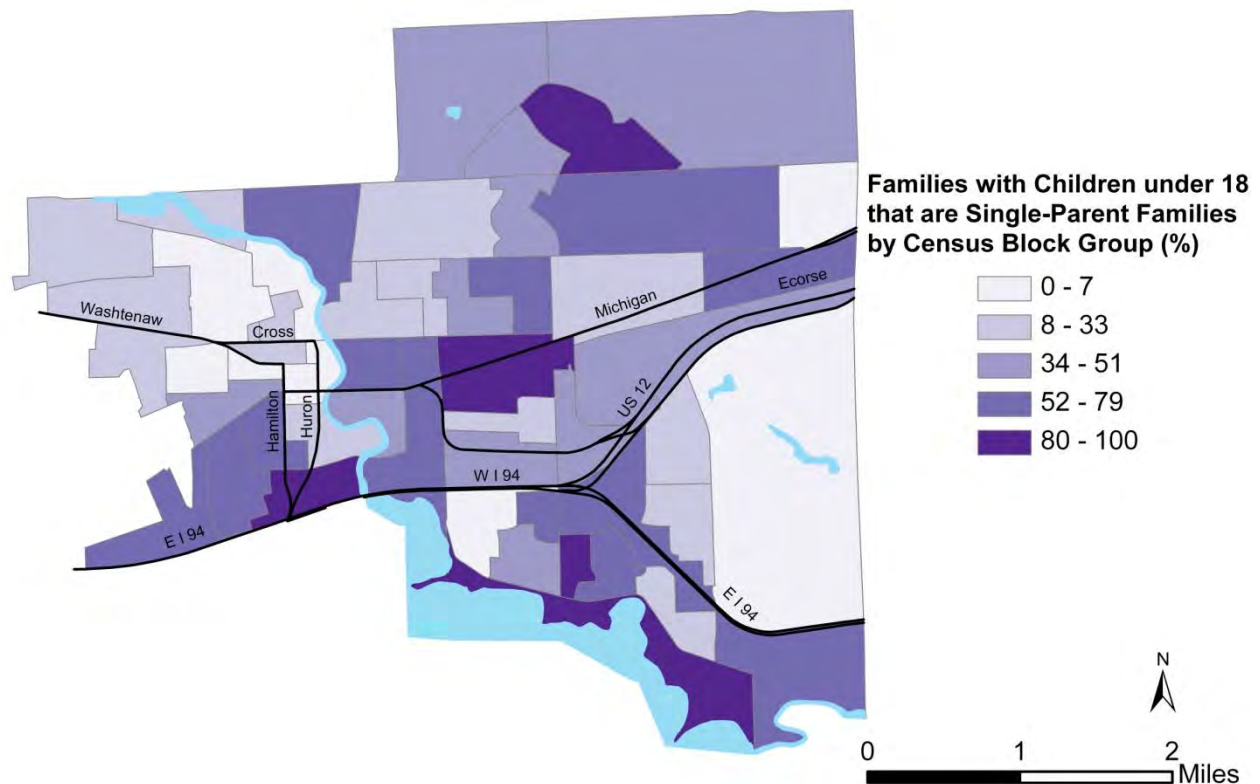 Families with Children under 18
that are Single-Parent Families
by Census Block Group (%)
0 - 7
8 - 33
34 - 51
52 - 79
80 - 100
Washtenaw
Cross
Hamilton
Huron
Michigan
Ecorse
US 12
W I 94
E I 94
E I 94
N
0 1 2
Miles